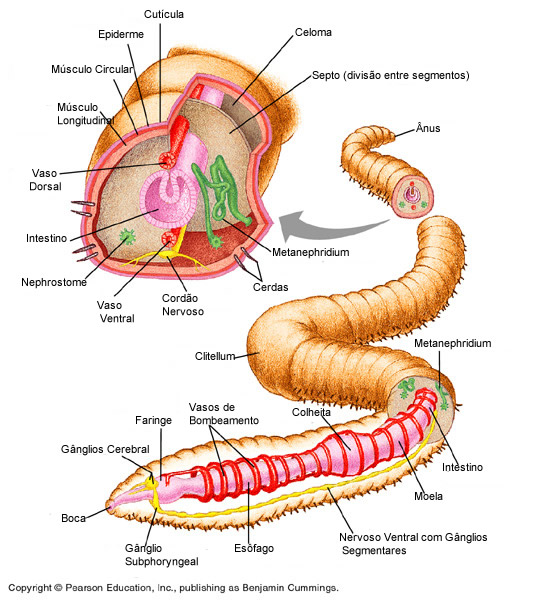 Cutícula
Epiderme
Celoma
Músculo Circular
Septo (divisão entre segmentos)
Músculo
Longitudinal
Ânus
Vaso
Dorsal
Intestino
Metanephridium
Nephrostome
Cerdas
Vaso
Ventral
Cordão
Nervoso
Clitellum
Metanephridium
Vasos de
Bombeamento
Colheita
Faringe
Gânglios Cerebral
Intestino
Moela
Boca
Gânglio
Subphoryngeal
Esôfago
Nervoso Ventral com Gânglios
Segmentares
Copyright © Pearson Education, Inc., publishing as Benjamin Cummings.